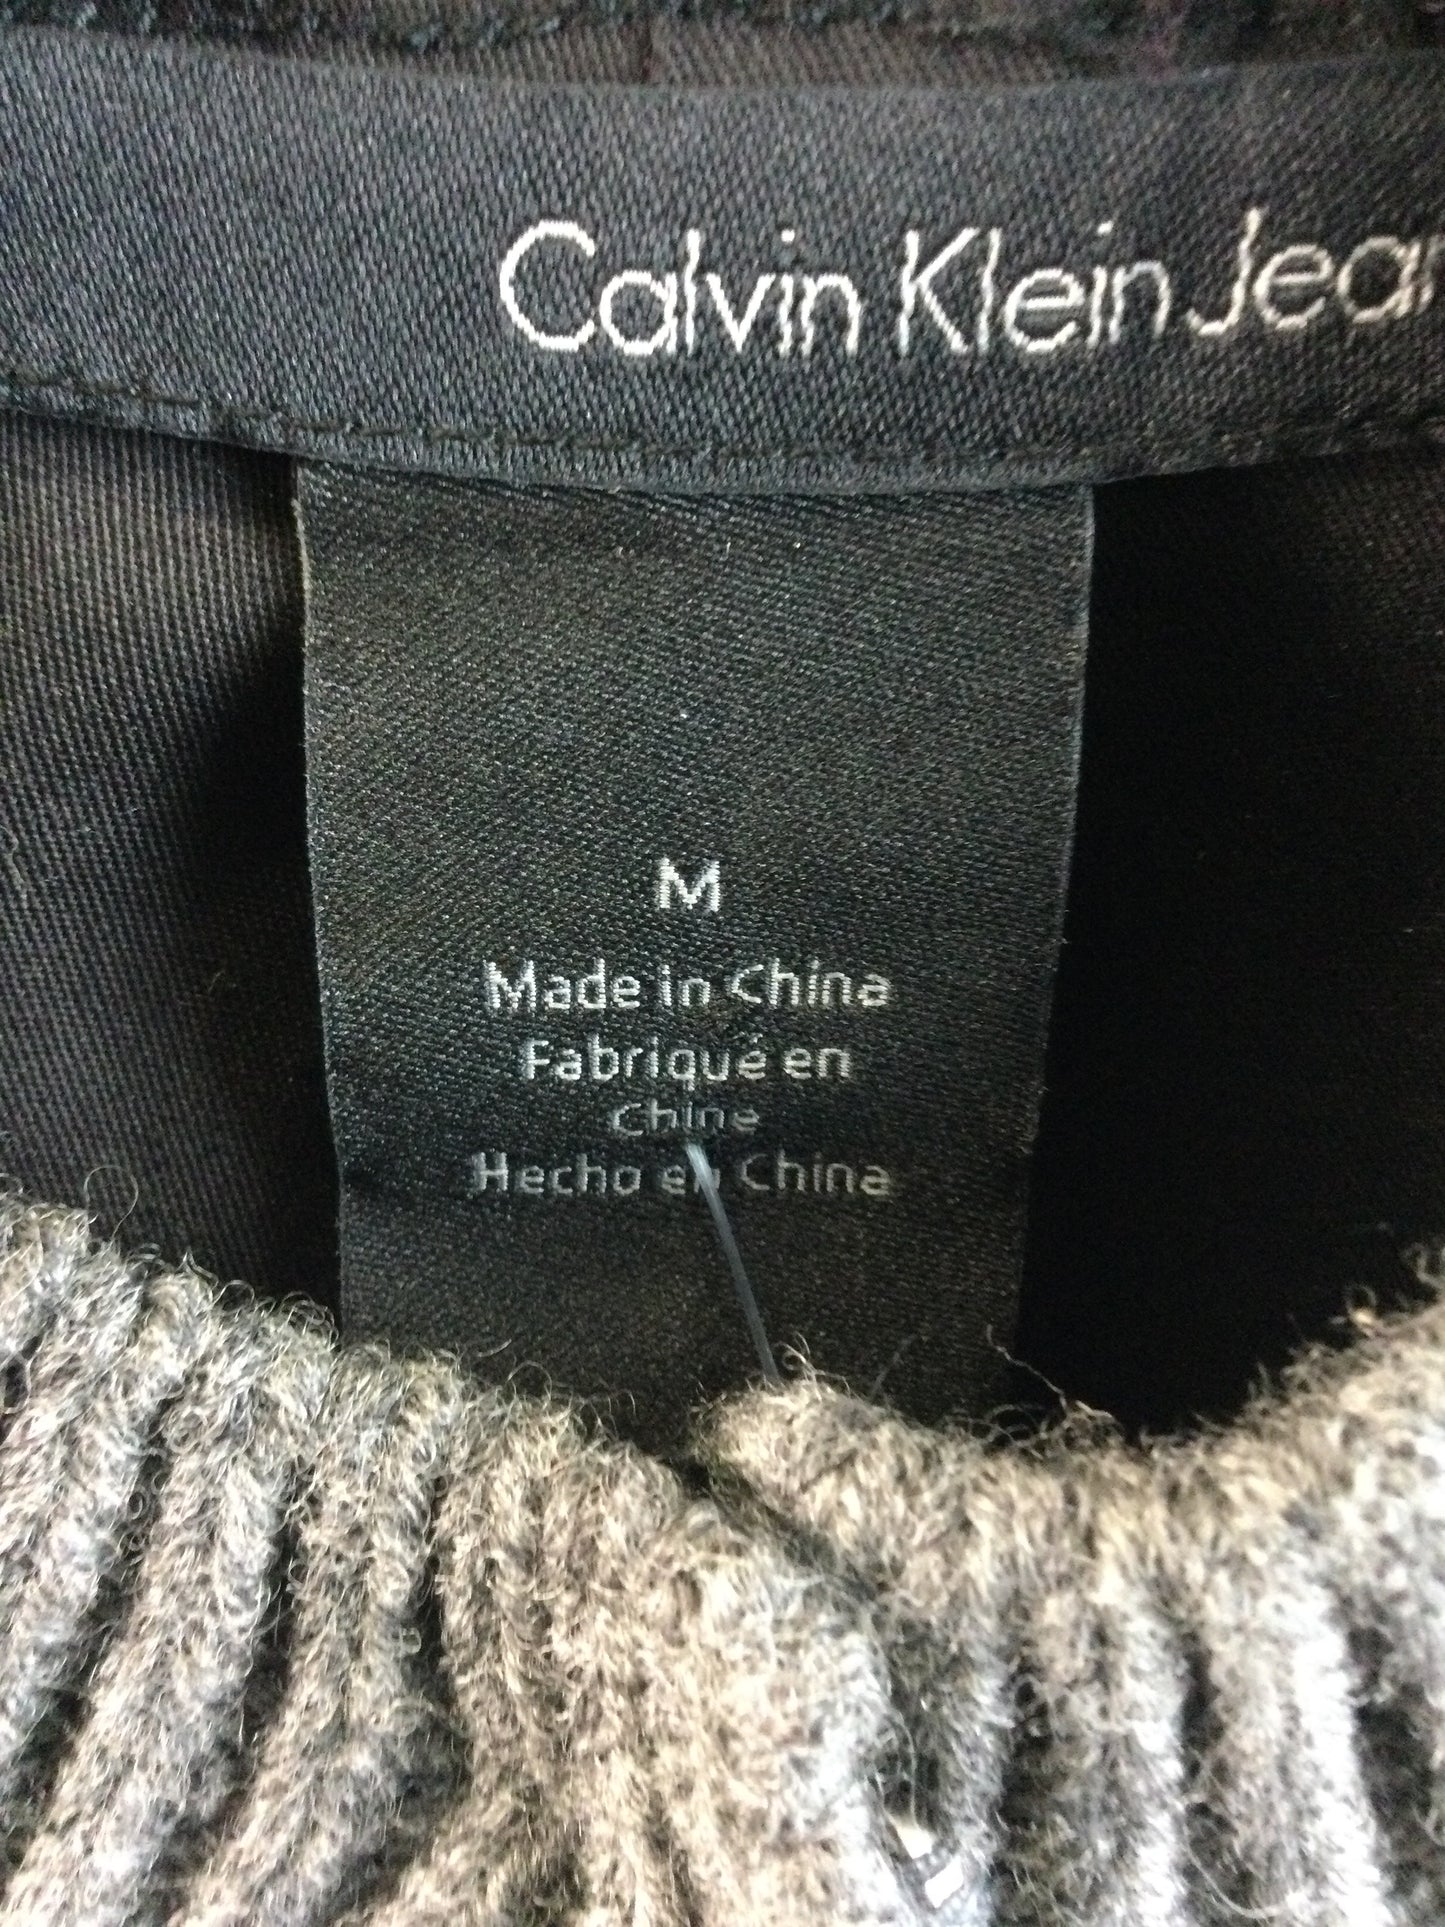 Calvin Klein Jean
M
Made in China
Fabriqué en
Chine
Hecho en China